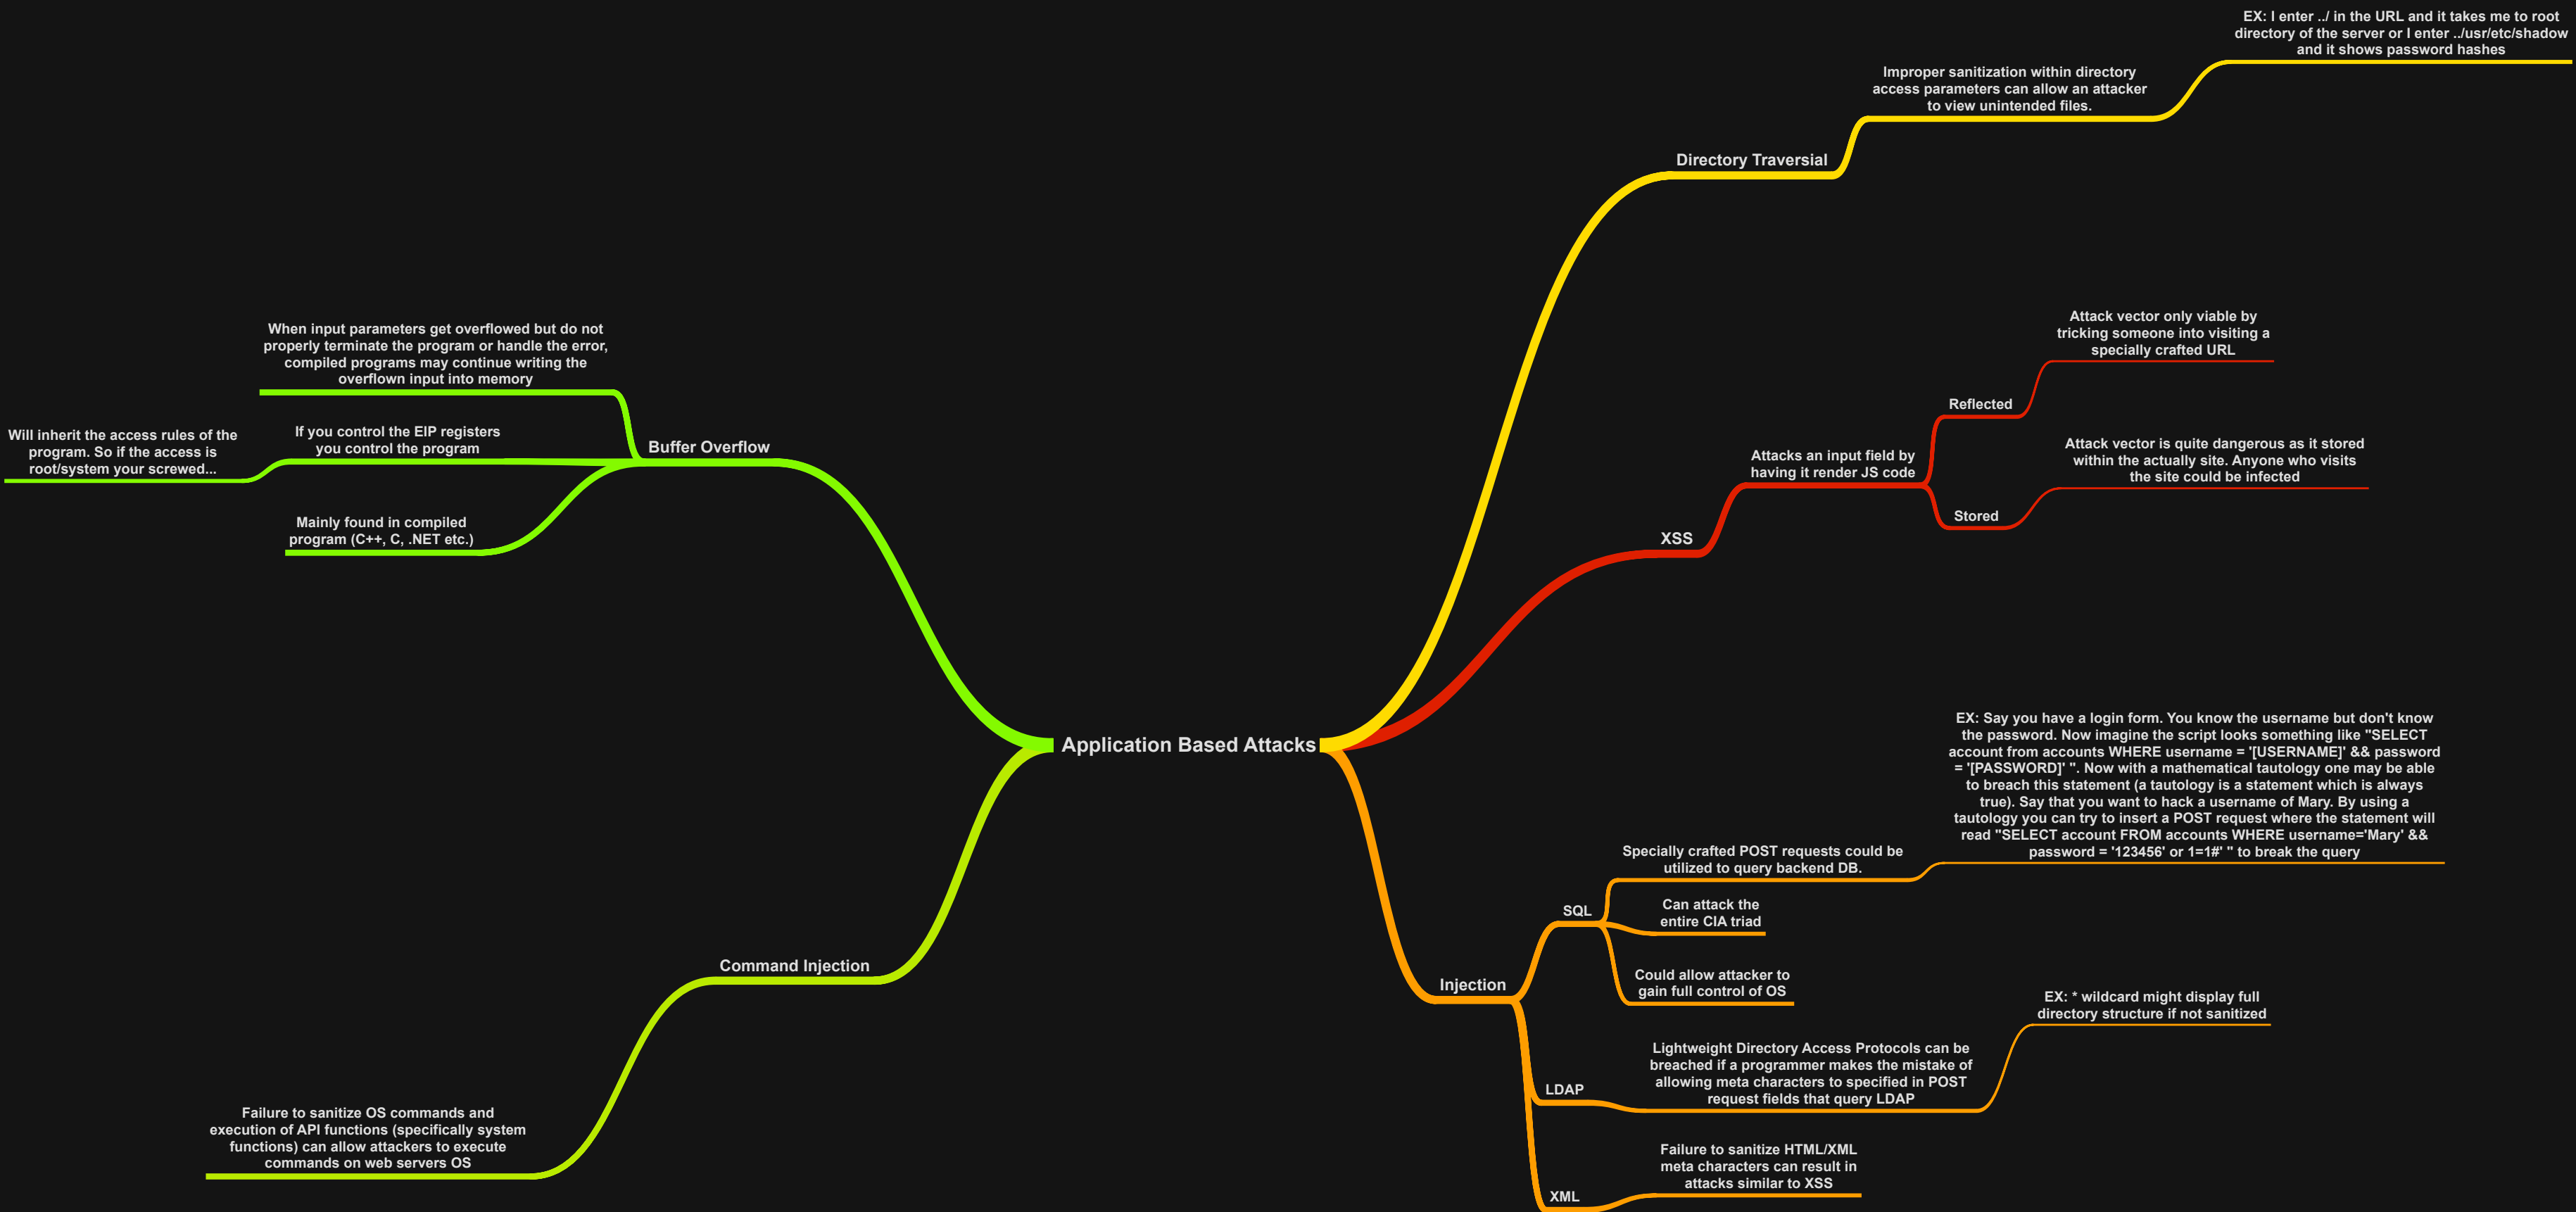 Application Based Attacks
Directory Traversial
Improper sanitization within directory
access parameters can allow an attacker
to view unintended files.
EX: I enter ../ in the URL and it takes me to root
directory of the server or I enter ../usr/etc/shadow
and it shows password hashes
XSS
Attacks an input field by
having it render JS code
Reflected
Attack vector only viable by
tricking someone into visiting a
specially crafted URL
Stored
Attack vector is quite dangerous as it stored
within the actually site. Anyone who visits
the site could be infected
Injection
SQL
Specially crafted POST requests could be
utilized to query backend DB.
EX: Say you have a login form. You know the username but don't know
the password. Now imagine the script looks something like "SELECT
account from accounts WHERE username = '[USERNAME]' && password
= '[PASSWORD]' ". Now with a mathematical tautology one may be able
to breach this statement (a tautology is a statement which is always
true). Say that you want to hack a username of Mary. By using a
tautology you can try to insert a POST request where the statement will
read "SELECT account FROM accounts WHERE username='Mary' &&
password = '123456' or 1=1#' " to break the query
Can attack the
entire CIA triad
Could allow attacker to
gain full control of OS
LDAP
Lightweight Directory Access Protocols can be
breached if a programmer makes the mistake of
allowing meta characters to specified in POST
request fields that query LDAP
EX: * wildcard might display full
directory structure if not sanitized
XML
Failure to sanitize HTML/XML
meta characters can result in
attacks similar to XSS
Buffer Overflow
When input parameters get overflowed but do not
properly terminate the program or handle the error,
compiled programs may continue writing the
overflown input into memory
If you control the EIP registers
you control the program
Will inherit the access rules of the
program. So if the access is
root/system your screwed...
Mainly found in compiled
program (C++, C, .NET etc.)
Command Injection
Failure to sanitize OS commands and
execution of API functions (specifically system
functions) can allow attackers to execute
commands on web servers OS